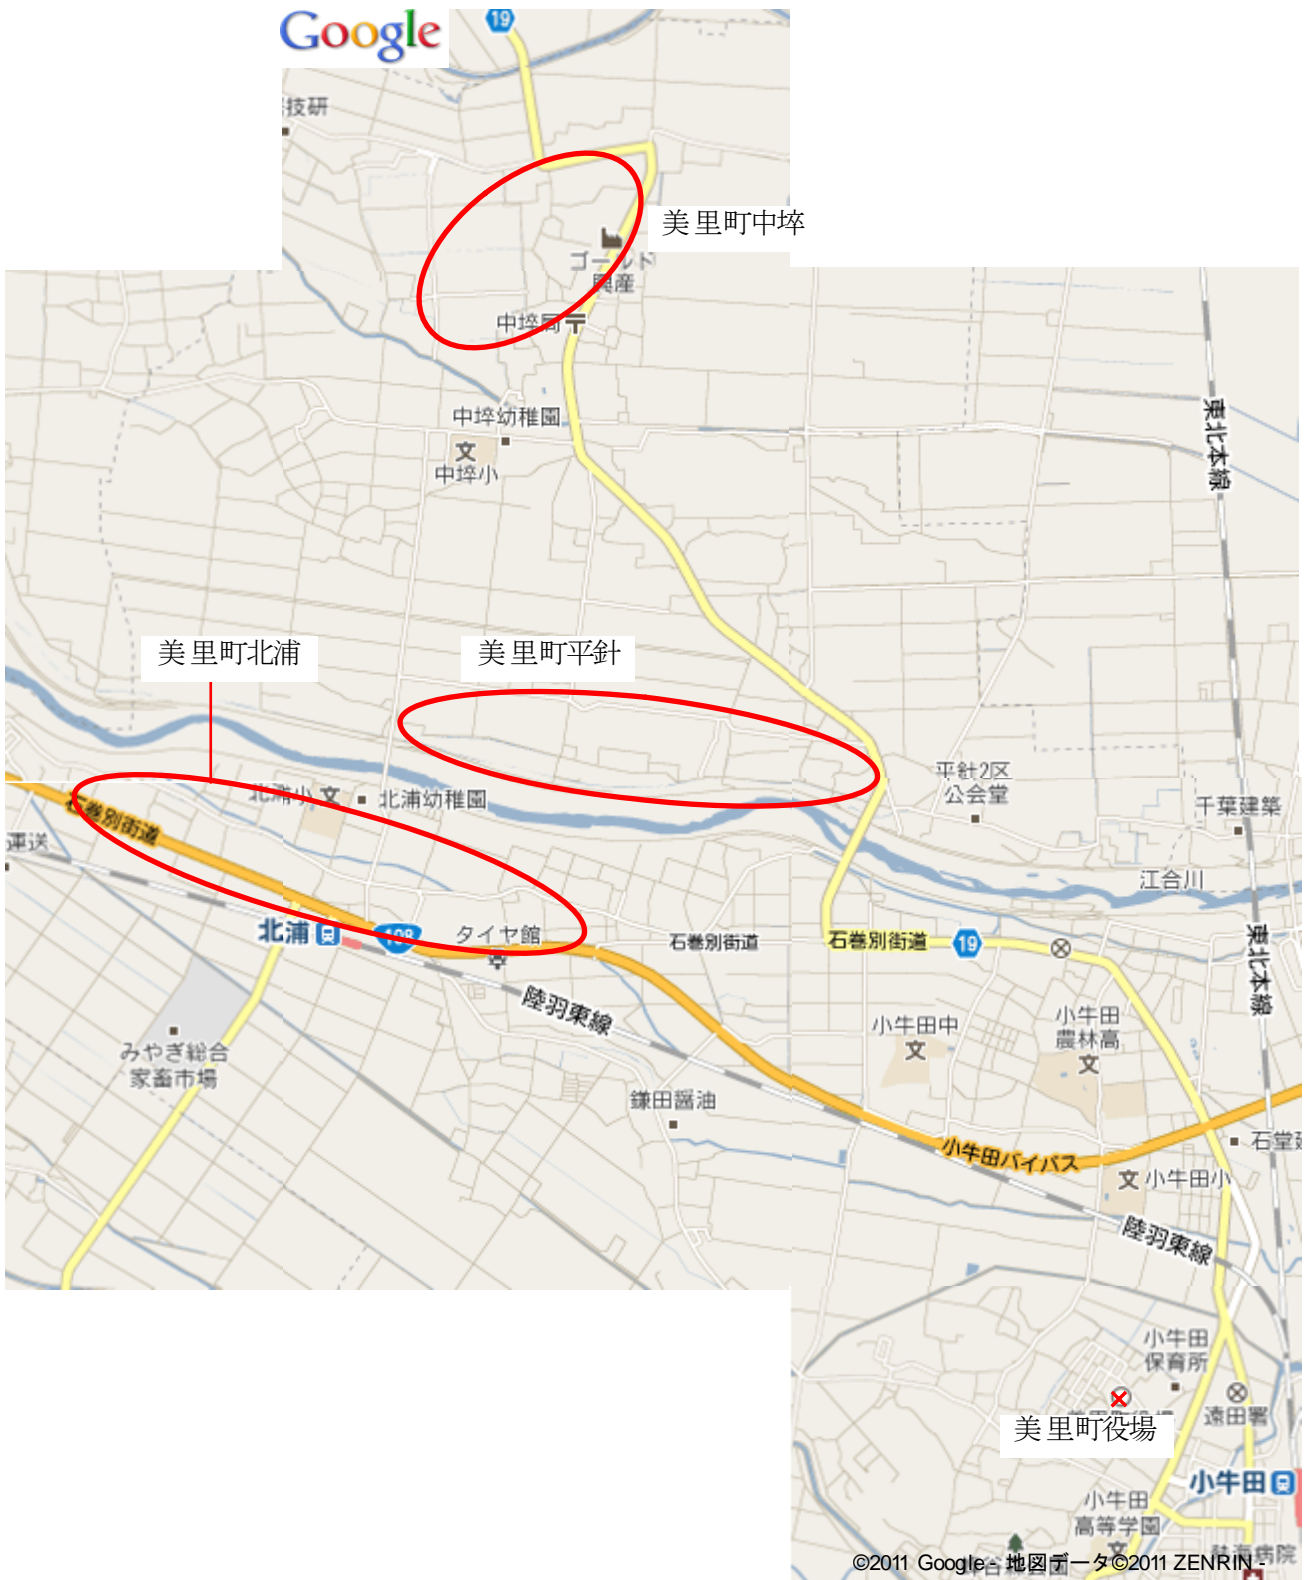 Google
19
技研
美里町中埣
ゴールド
興産
中埣局
中埣幼稚園
中埣小
東北本線
美里町北浦
美里町平針
平針2区
公会堂
北浦小
北浦幼稚園
千葉建築
石巻別街道
運送
江合川
北浦
108
タイヤ館
石巻別街道
石巻別街道
19
東北本線
陸羽東線
小牛田中
小牛田
農林高
みやぎ総合
家畜市場
鎌田醤油
小牛田バイパス
石堂
小牛田小
陸羽東線
小牛田
保育所
遠田署
美里町役場
小牛田
小牛田
高等学園
©2011 Google - 地図データ©2011 ZENRIN -